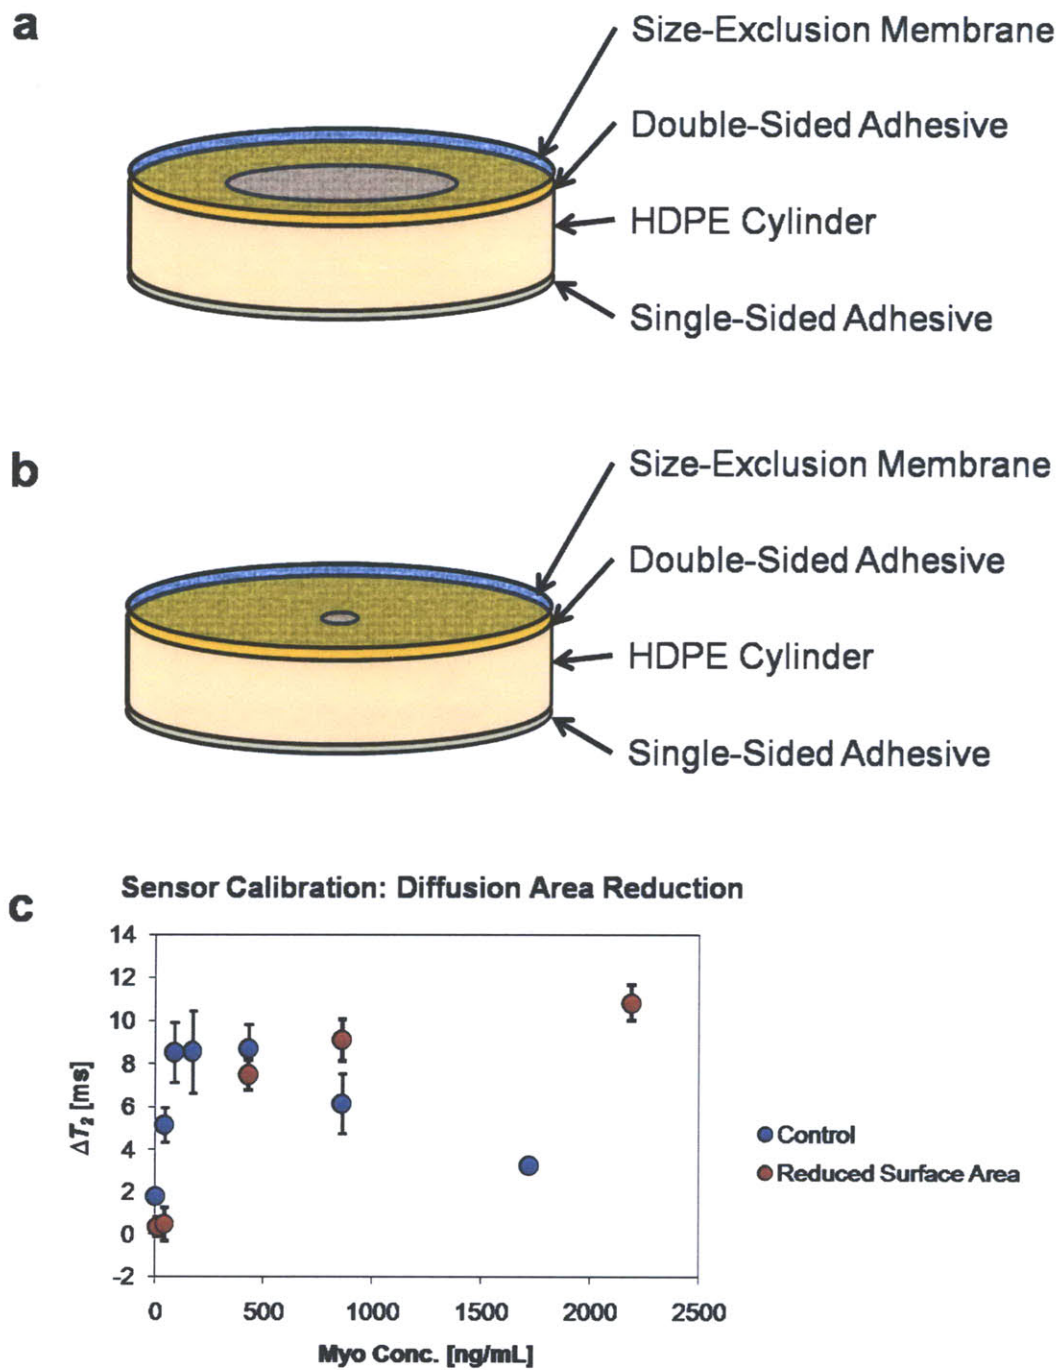 a
Size-Exclusion Membrane
Double-Sided Adhesive
HDPE Cylinder
Single-Sided Adhesive
b
Size-Exclusion Membrane
Double-Sided Adhesive
HDPE Cylinder
Single-Sided Adhesive
c
Sensor Calibration: Diffusion Area Reduction
14
12
10
8
6
4
2
0
-2
ΔT₂ [ms]
0 500 1000 1500 2000 2500
Myo Conc. [ng/mL]
Control
Reduced Surface Area